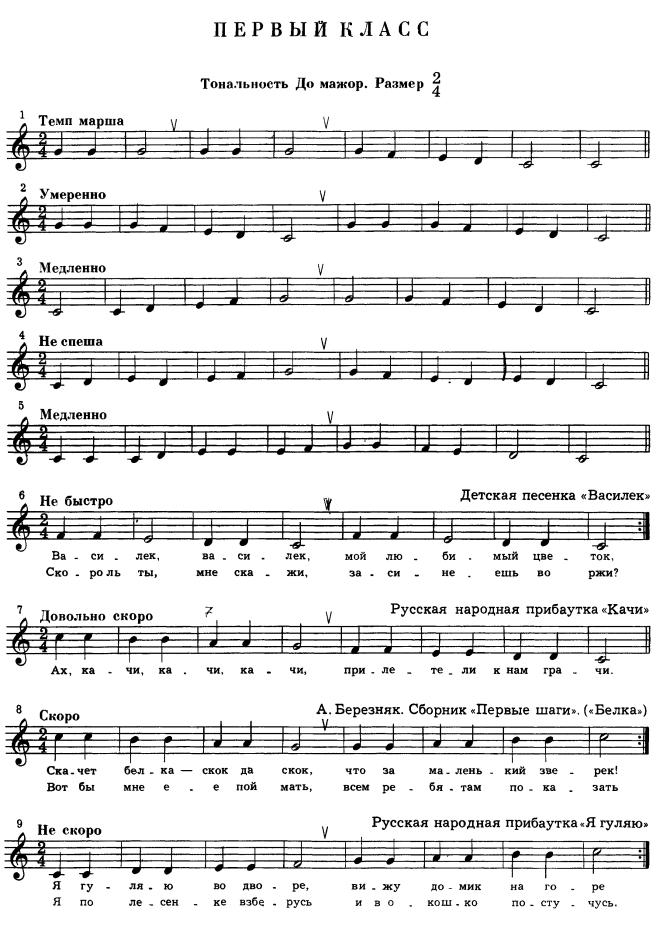 ПЕРВЫЙ КЛАСС
Тональность До мажор. Размер 2/4
1 Темп марша
2 Умеренно
3 Медленно
4 Не спеша
5 Медленно
6 Не быстро Детская песенка «Василек»
Ва - си - лек, ва - си - лек, мой лю - би - мый цве - ток,
Ско - роль ты, мне ска - жи, за - си - не - ешь во ржи?
7 Довольно скоро 7 Русская народная прибаутка «Качи»
Ах, ка - чи, ка - чи, ка - чи, при - ле - те - ли к нам гра - чи.
8 Скоро А. Березняк. Сборник «Первые шаги». («Белка»)
Ска - чет бел - ка — скок да скок, что за ма - лень - кий зве - рек!
Вот бы мне е - е пой мать, всем ре - бя - там по - ка - зать
9 Не скоро Русская народная прибаутка «Я гуляю»
Я гу - ля - ю во дво - ре, ви - жу до - мик на го - ре
Я по ле - сен - ке взбе - русь и в о - кош - ко по - сту - чусь.